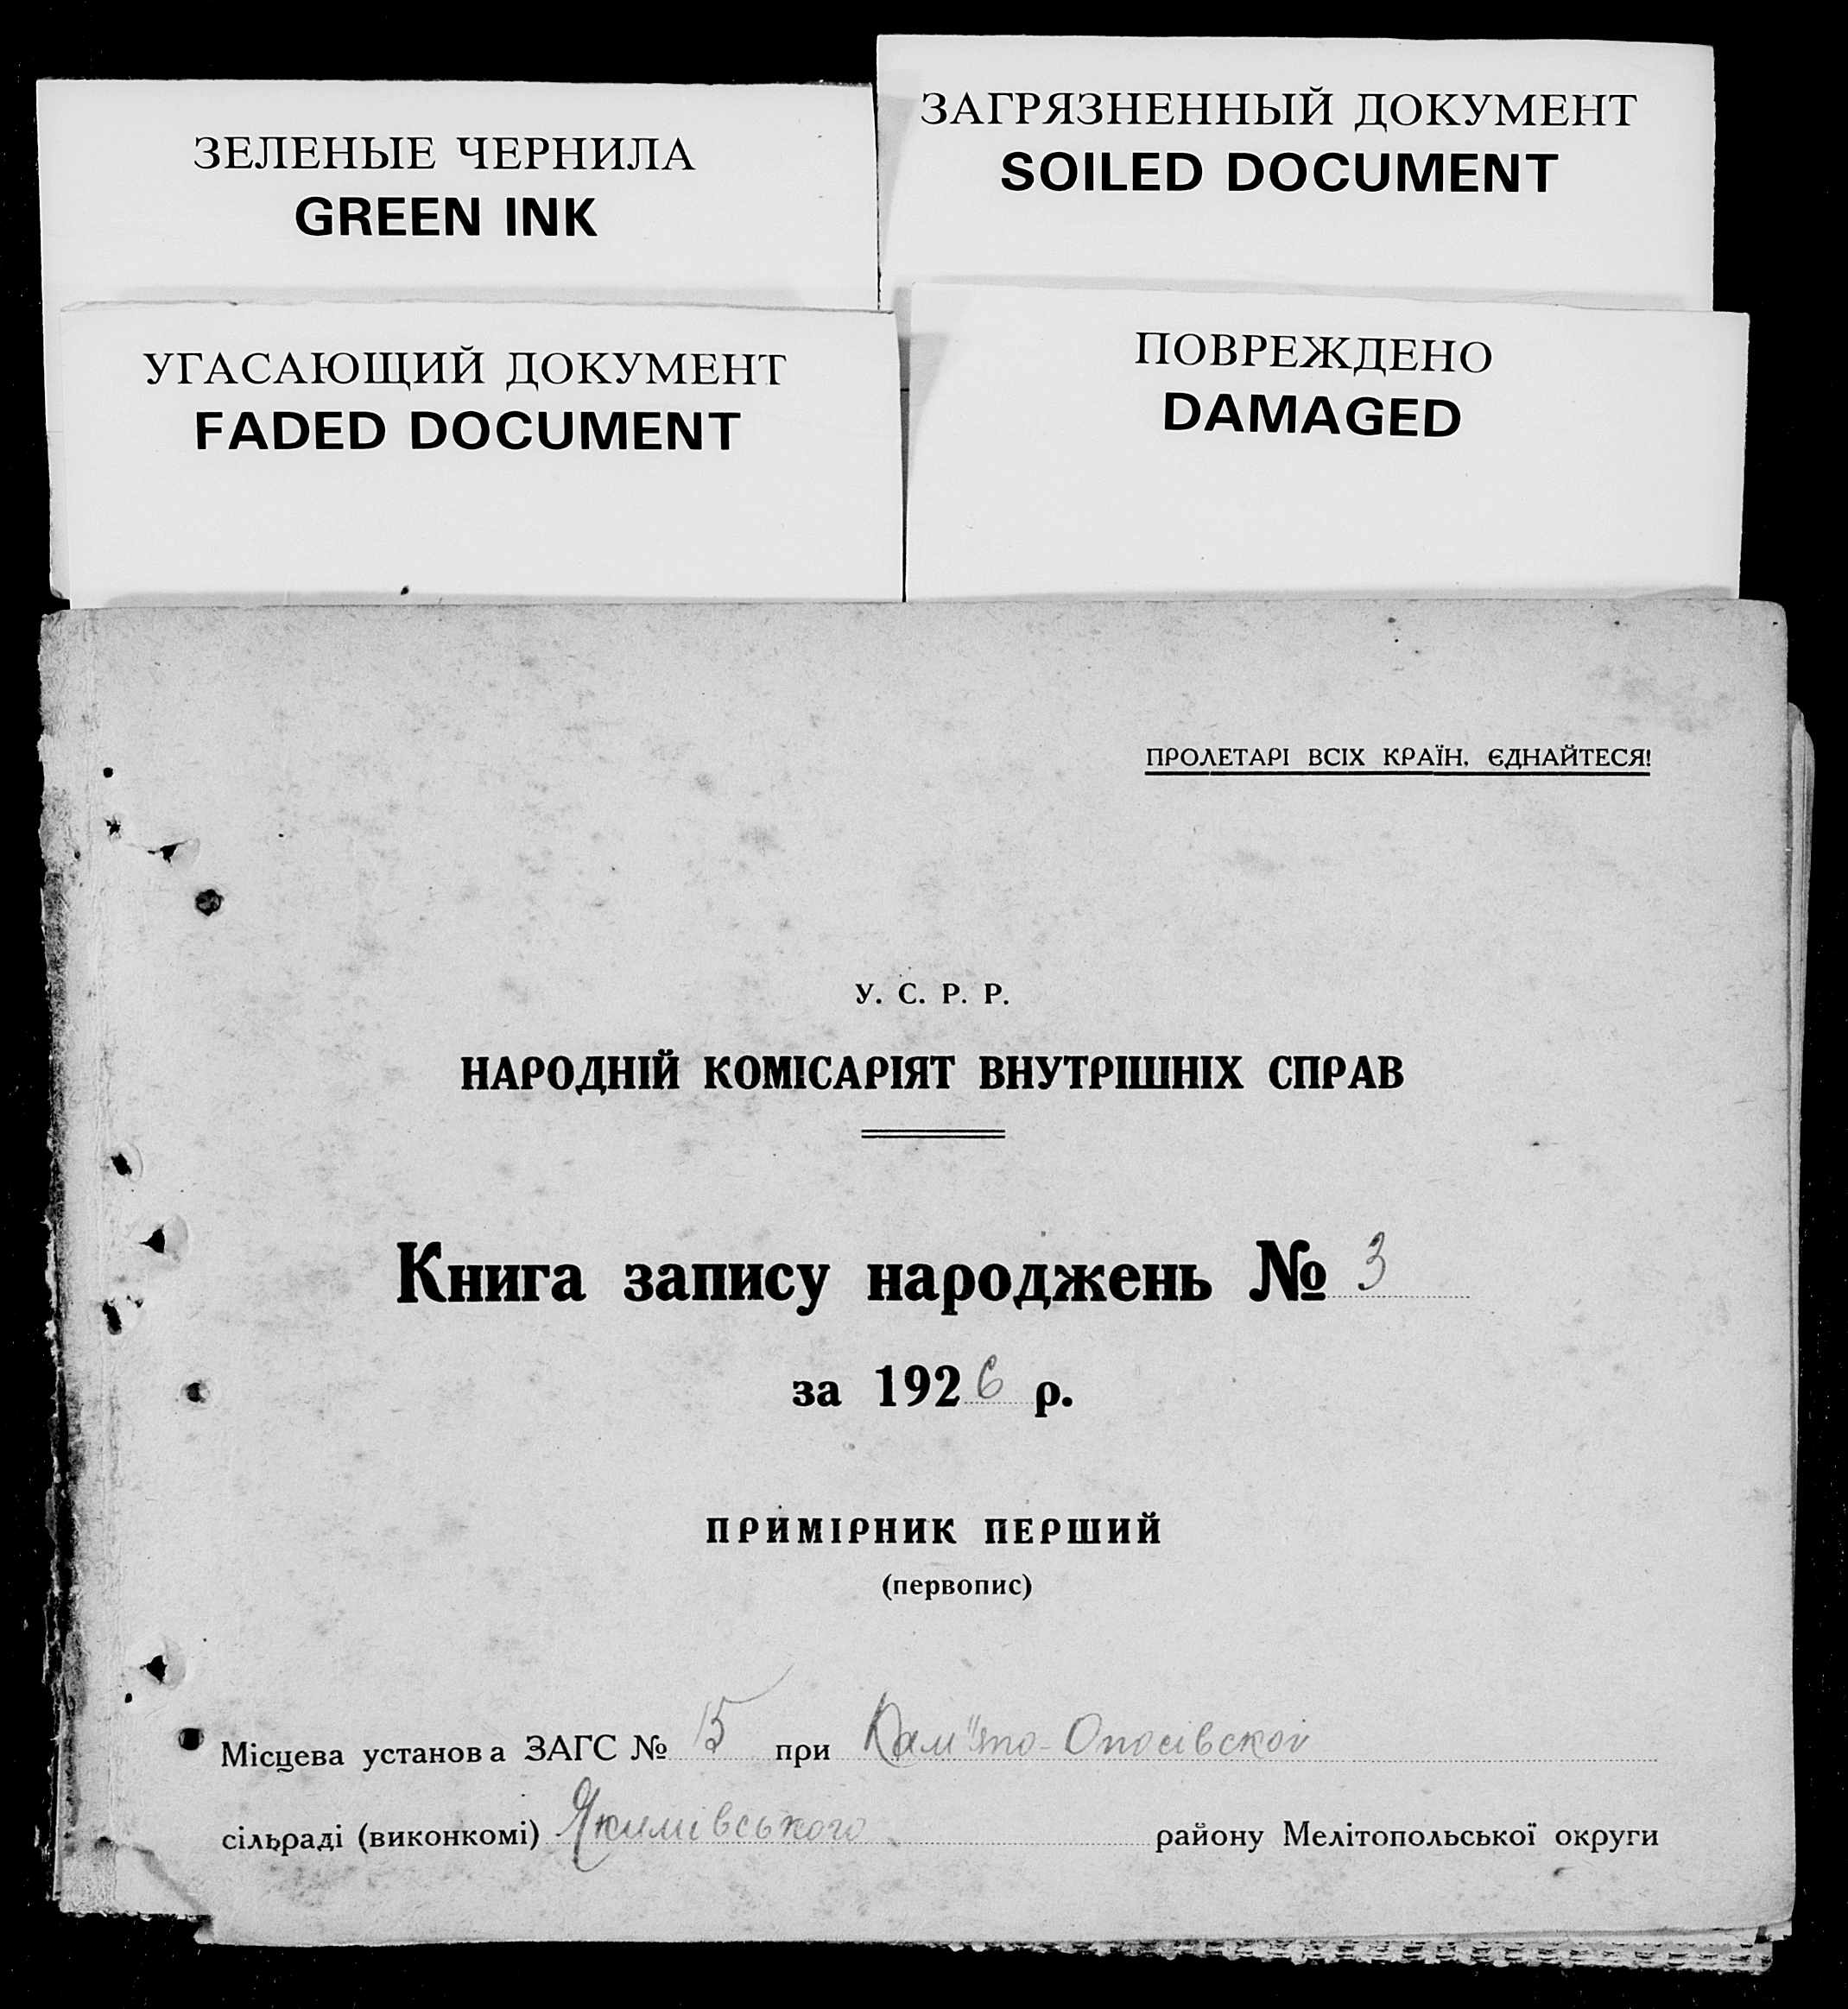 ЗЕЛЕНЫЕ ЧЕРНИЛА
GREEN INK
ЗАГРЯЗНЕННЫЙ ДОКУМЕНТ
SOILED DOCUMENT
УГАСАЮЩИЙ ДОКУМЕНТ
FADED DOCUMENT
ПОВРЕЖДЕНО
DAMAGED
ПРОЛЕТАРІ ВСІХ КРАЇН, ЄДНАЙТЕСЯ!
У. С. Р. Р.
НАРОДНІЙ КОМІСАРІЯТ ВНУТРІШНІХ СПРАВ
Книга запису народжень № 3
за 1926 р.
ПРИМІРНИК ПЕРШИЙ
(первопис)
Місцева установа ЗАГС № 15 при
сільраді (виконкомі) Якимівського району Мелітопольської округи